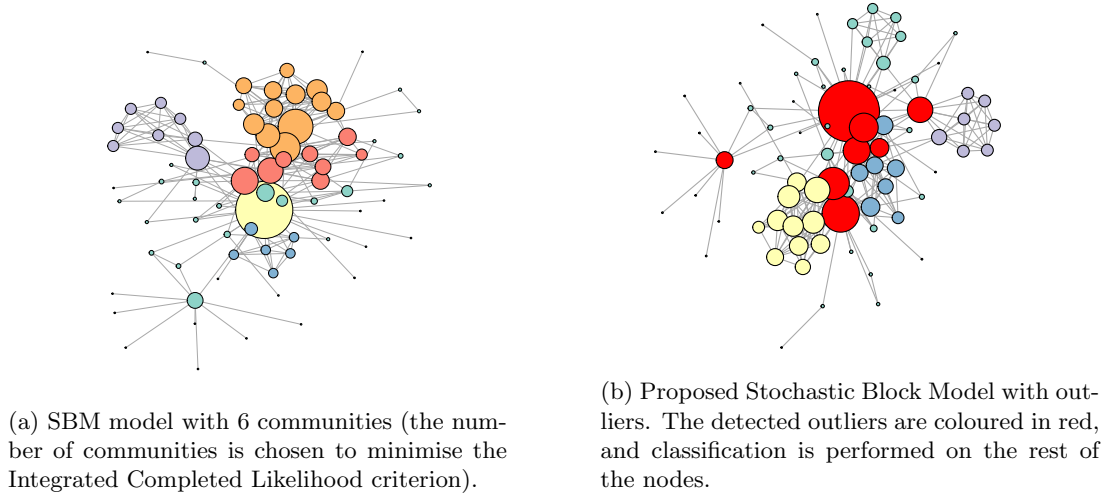 (a) SBM model with 6 communities (the num-
ber of communities is chosen to minimise the
Integrated Completed Likelihood criterion).
(b) Proposed Stochastic Block Model with out-
liers. The detected outliers are coloured in red,
and classification is performed on the rest of
the nodes.